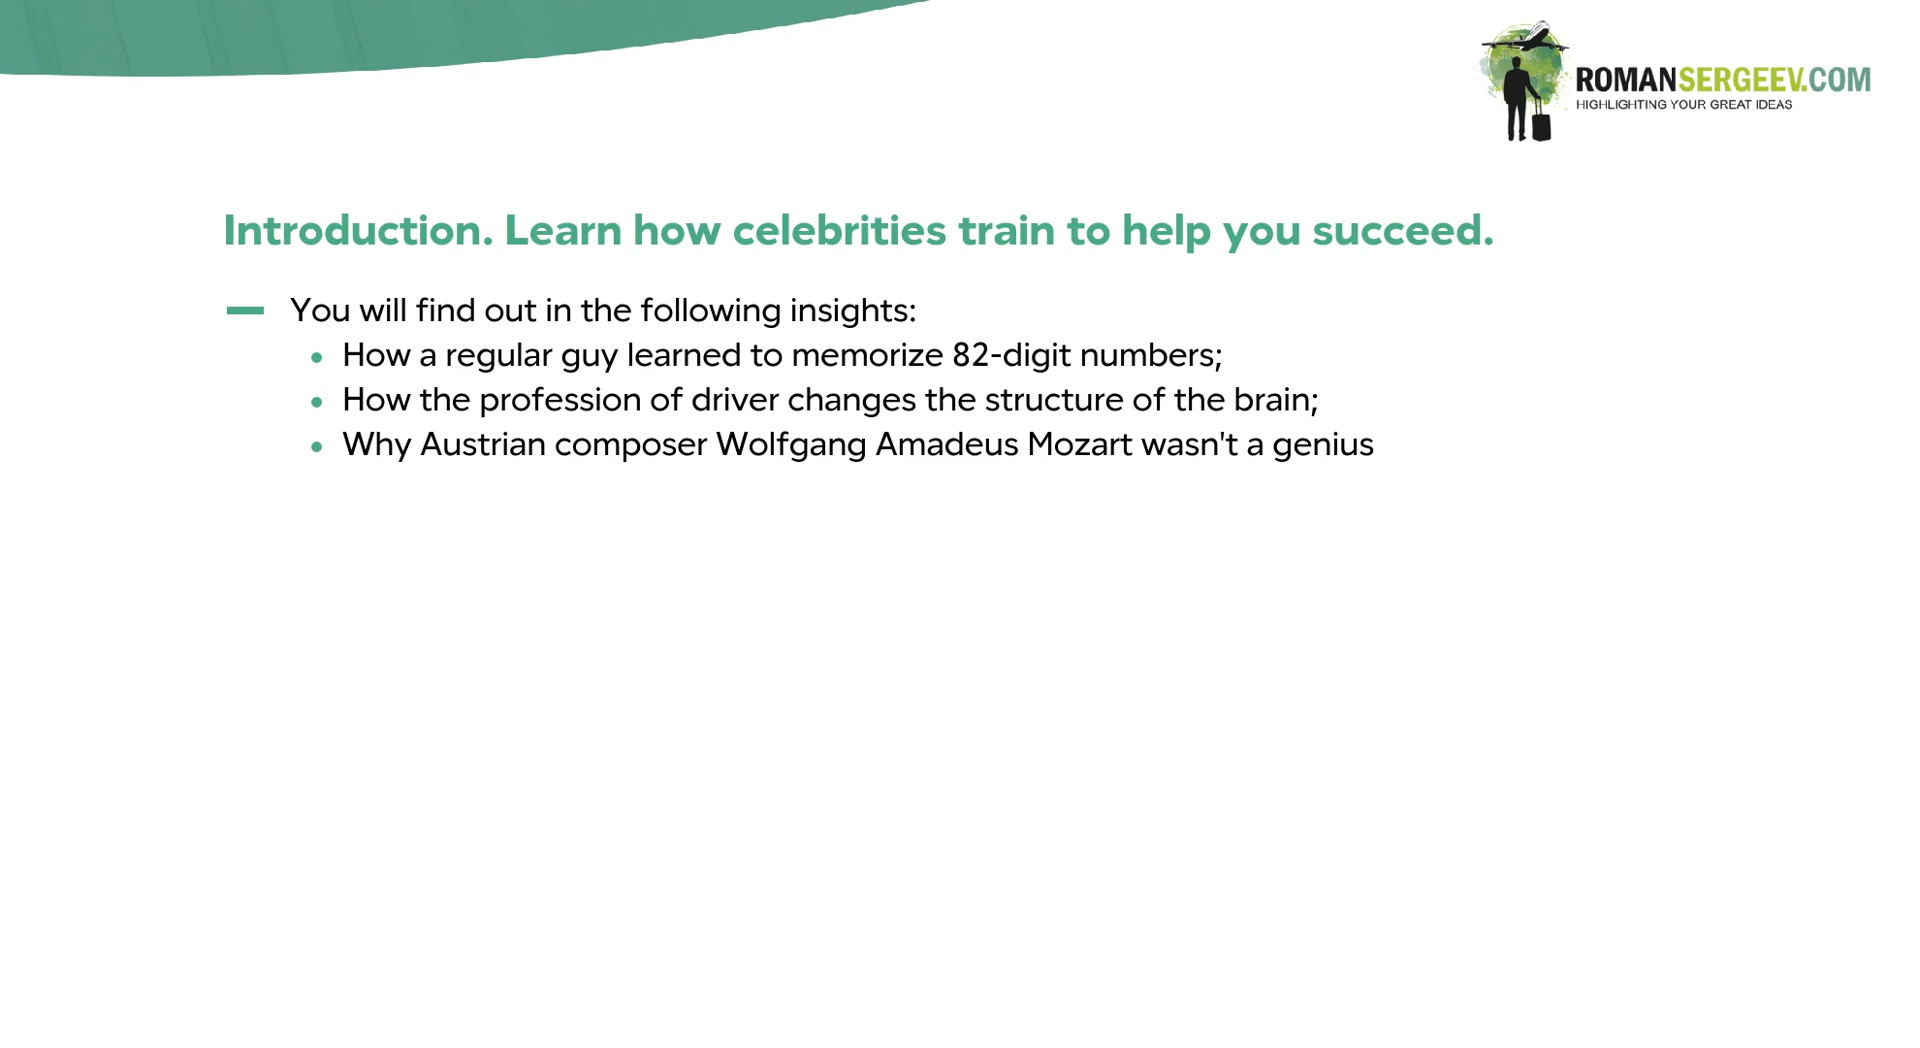 ROMANSERGEEV.COM
HIGHLIGHTING YOUR GREAT IDEAS
Introduction. Learn how celebrities train to help you succeed.
You will find out in the following insights:
How a regular guy learned to memorize 82-digit numbers;
How the profession of driver changes the structure of the brain;
Why Austrian composer Wolfgang Amadeus Mozart wasn't a genius